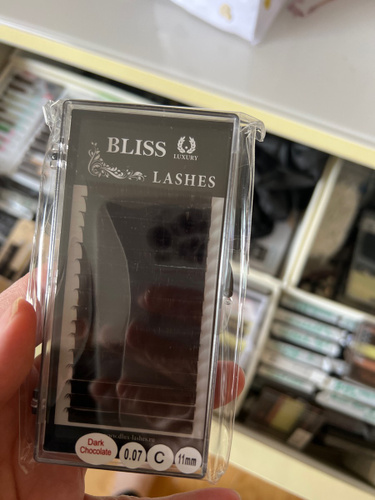 BLISS
LUXURY
LASHES
Dark
Chocolate
0.07
C
11mm